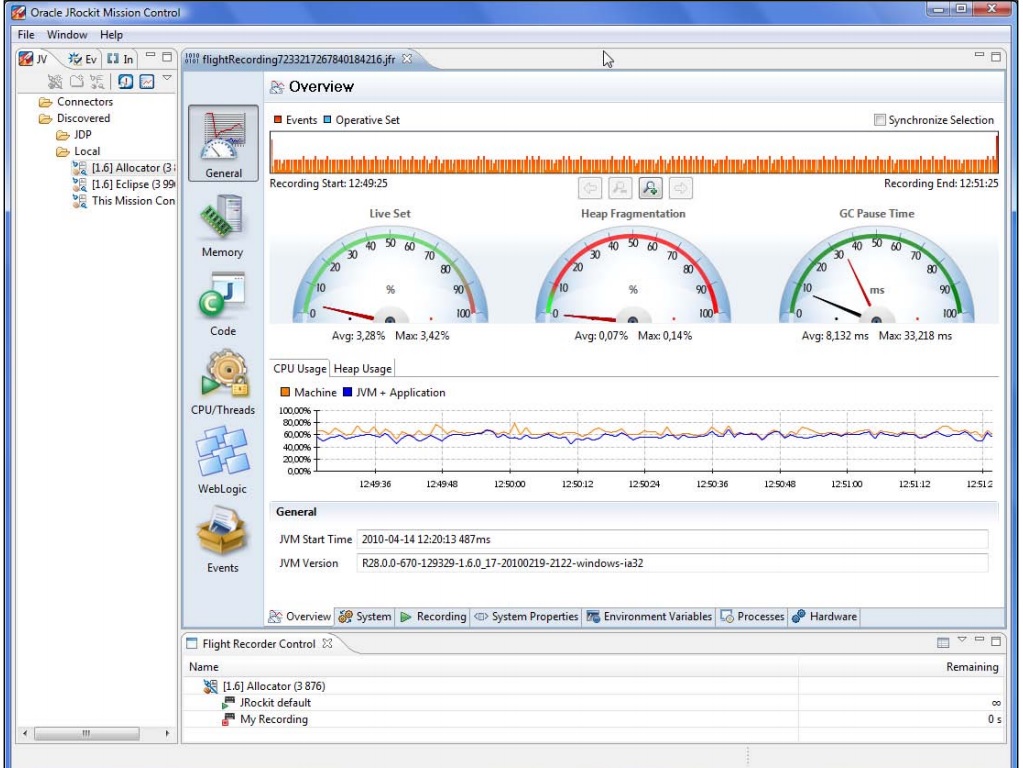 Oracle JRockit Mission Control
File Window Help
JV Ev In
flightRecording7233217267840184216.jfr
Connectors
Discovered
JDP
Local
[1.6] Allocator (3
[1.6] Eclipse (3 99
This Mission Con
General
Memory
Code
CPU/Threads
WebLogic
Events
Overview
Events Operative Set
Synchronize Selection
Recording Start: 12:49:25
Recording End: 12:51:25
Live Set
0 10 20 30 40 50 60 70 80 90 100
%
Avg: 3,28% Max: 3,42%
Heap Fragmentation
0 10 20 30 40 50 60 70 80 90 100
%
Avg: 0,07% Max: 0,14%
GC Pause Time
0 10 20 30 40 50 60 70 80 90 100
ms
Avg: 8,132 ms Max: 33,218 ms
CPU Usage Heap Usage
Machine JVM + Application
100,00%
80,00%
60,00%
40,00%
20,00%
0,00%
12:49:36 12:49:48 12:50:00 12:50:12 12:50:24 12:50:36 12:50:48 12:51:00 12:51:12 12:51:2
General
JVM Start Time 2010-04-14 12:20:13 487ms
JVM Version R28.0.0-670-129329-1.6.0_17-20100219-2122-windows-ia32
Overview System Recording System Properties Environment Variables Processes Hardware
Flight Recorder Control
Name Remaining
[1.6] Allocator (3 876)
JRockit default ∞
My Recording 0 s